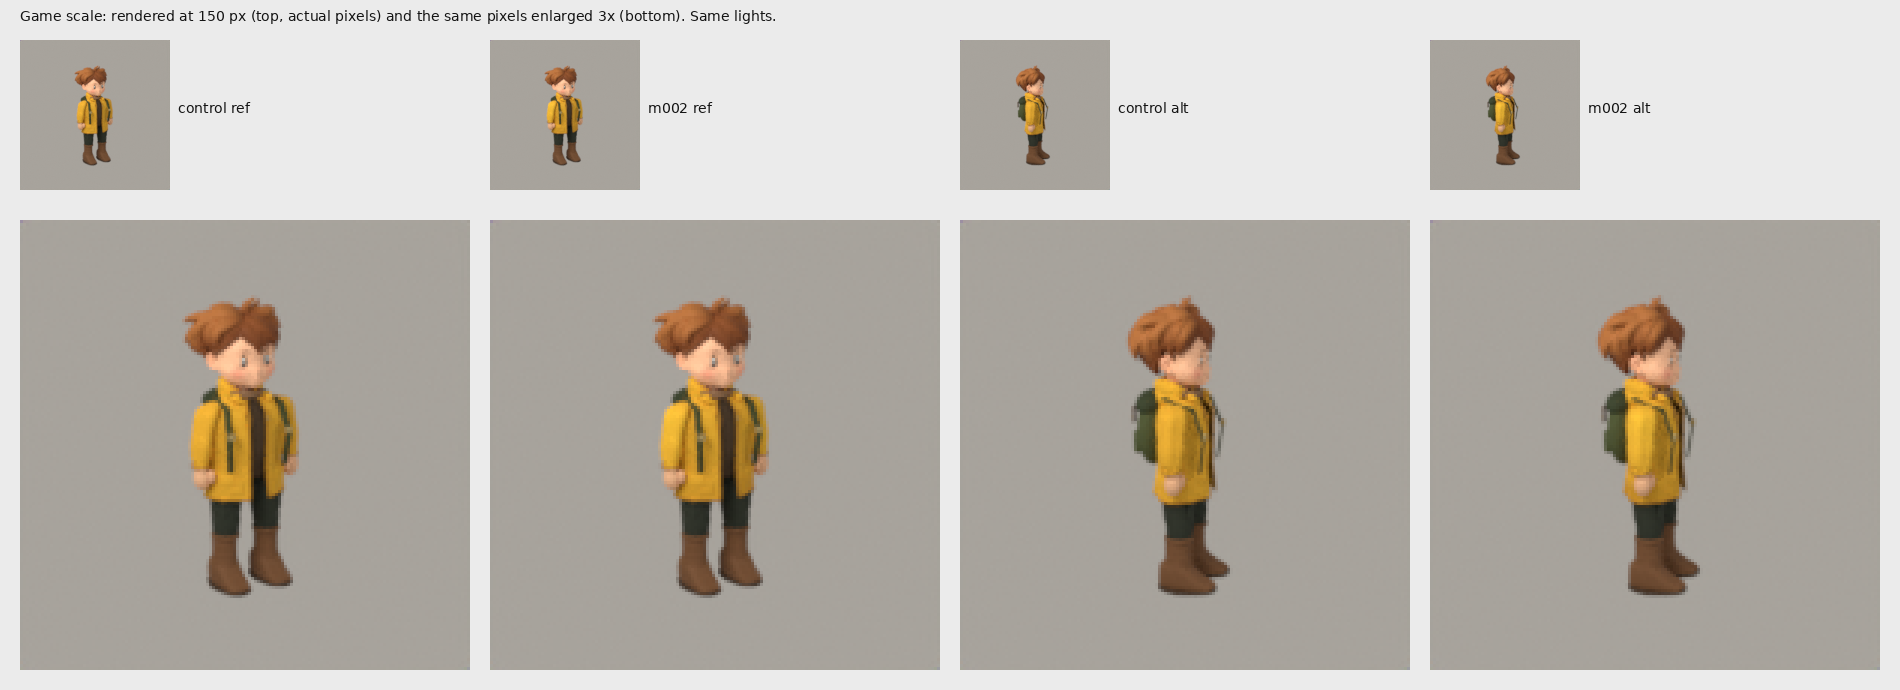 Game scale: rendered at 150 px (top, actual pixels) and the same pixels enlarged 3x (bottom). Same lights.
control ref
m002 ref
control alt
m002 alt